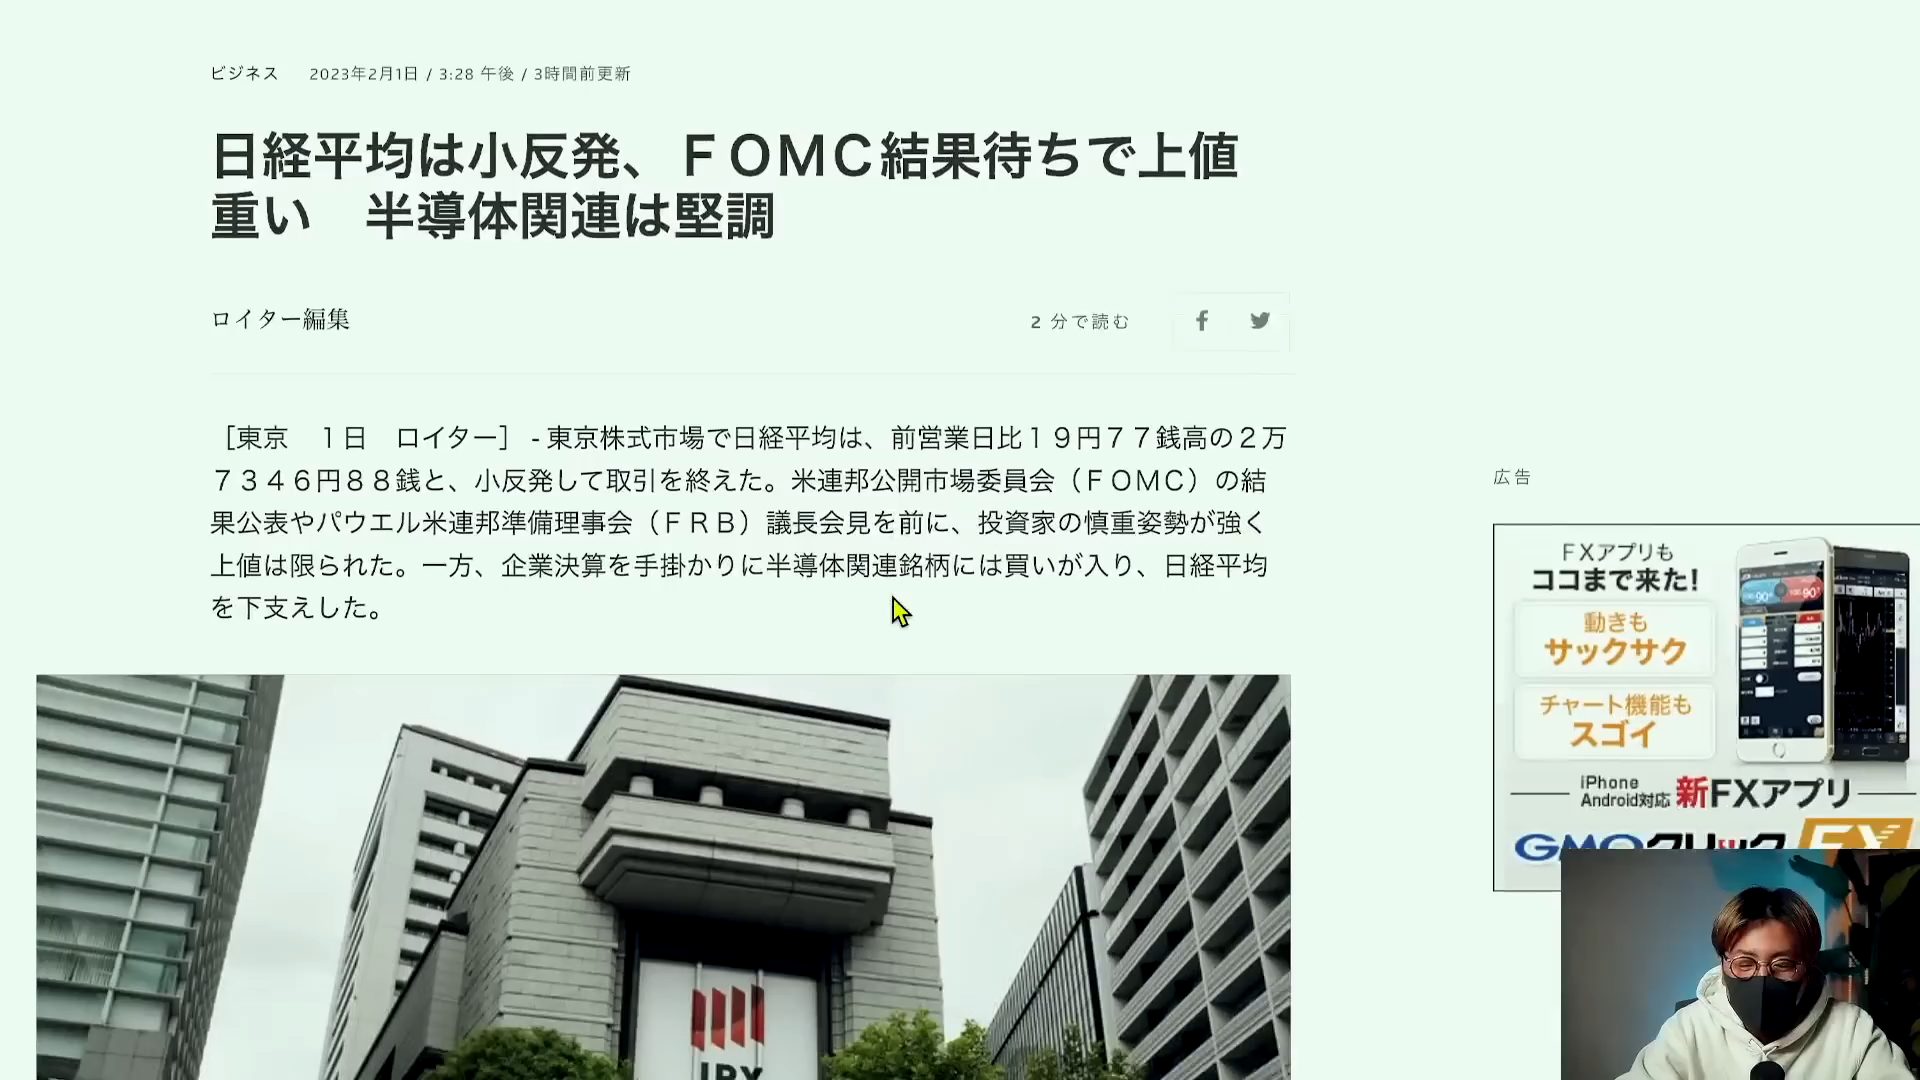 ビジネス 2023年2月1日 / 3:28 午後 / 3時間前更新
日経平均は小反発、ＦＯＭＣ結果待ちで上値
重い　半導体関連は堅調
ロイター編集
2 分で読む
［東京　１日　ロイター］ - 東京株式市場で日経平均は、前営業日比１９円７７銭高の２万
７３４６円８８銭と、小反発して取引を終えた。米連邦公開市場委員会（ＦＯＭＣ）の結
果公表やパウエル米連邦準備理事会（ＦＲＢ）議長会見を前に、投資家の慎重姿勢が強く
上値は限られた。一方、企業決算を手掛かりに半導体関連銘柄には買いが入り、日経平均
を下支えした。
広告
FXアプリも
ココまで来た!
動きも
サックサク
チャート機能も
スゴイ
iPhone
Android対応 新FXアプリ
GMOクリック FX
JPX